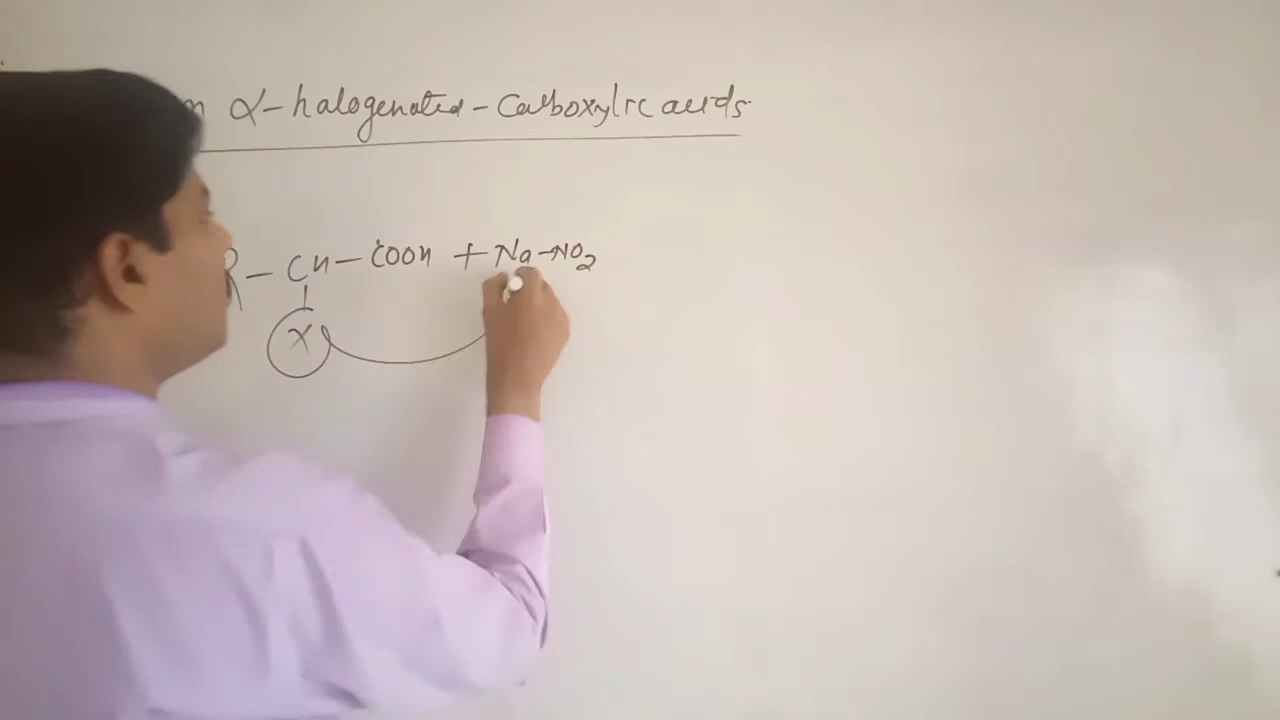 α-halogenated-Carboxylic acids.
R - CH - COOH + Na-NO2
X